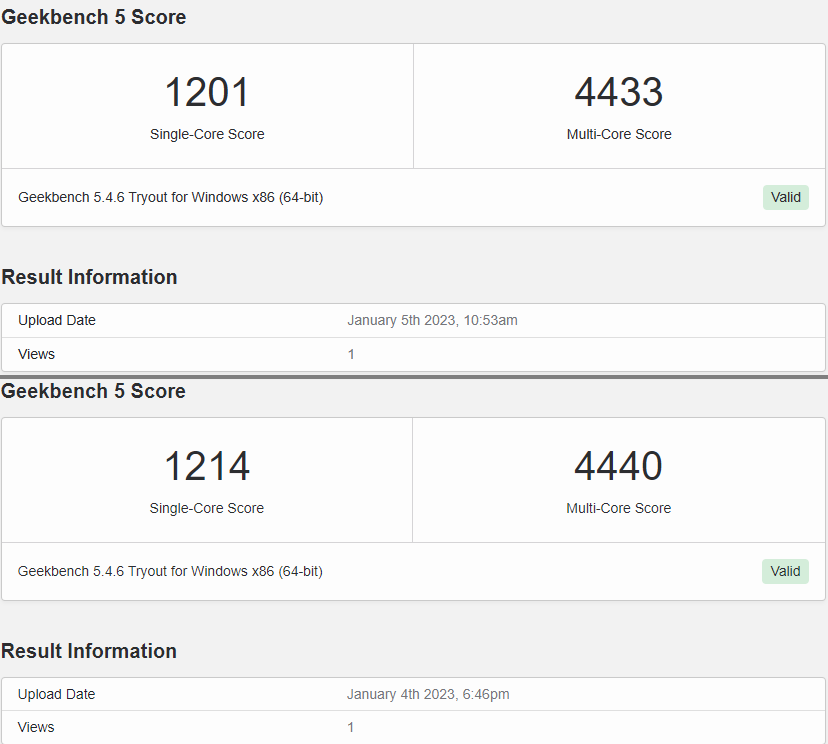 Geekbench 5 Score
1201 4433
Single-Core Score Multi-Core Score
Geekbench 5.4.6 Tryout for Windows x86 (64-bit) Valid
Result Information
Upload Date January 5th 2023, 10:53am
Views 1
Geekbench 5 Score
1214 4440
Single-Core Score Multi-Core Score
Geekbench 5.4.6 Tryout for Windows x86 (64-bit) Valid
Result Information
Upload Date January 4th 2023, 6:46pm
Views 1